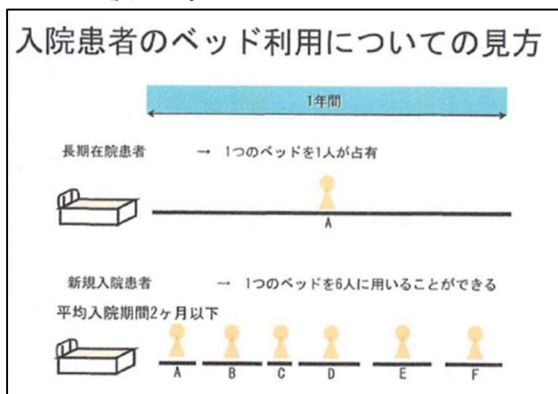 入院患者のベッド利用についての見方
1年間
長期在院患者　→　1つのベッドを1人が占有
A
新規入院患者　→　1つのベッドを6人に用いることができる
平均入院期間2ヶ月以下
A B C D E F